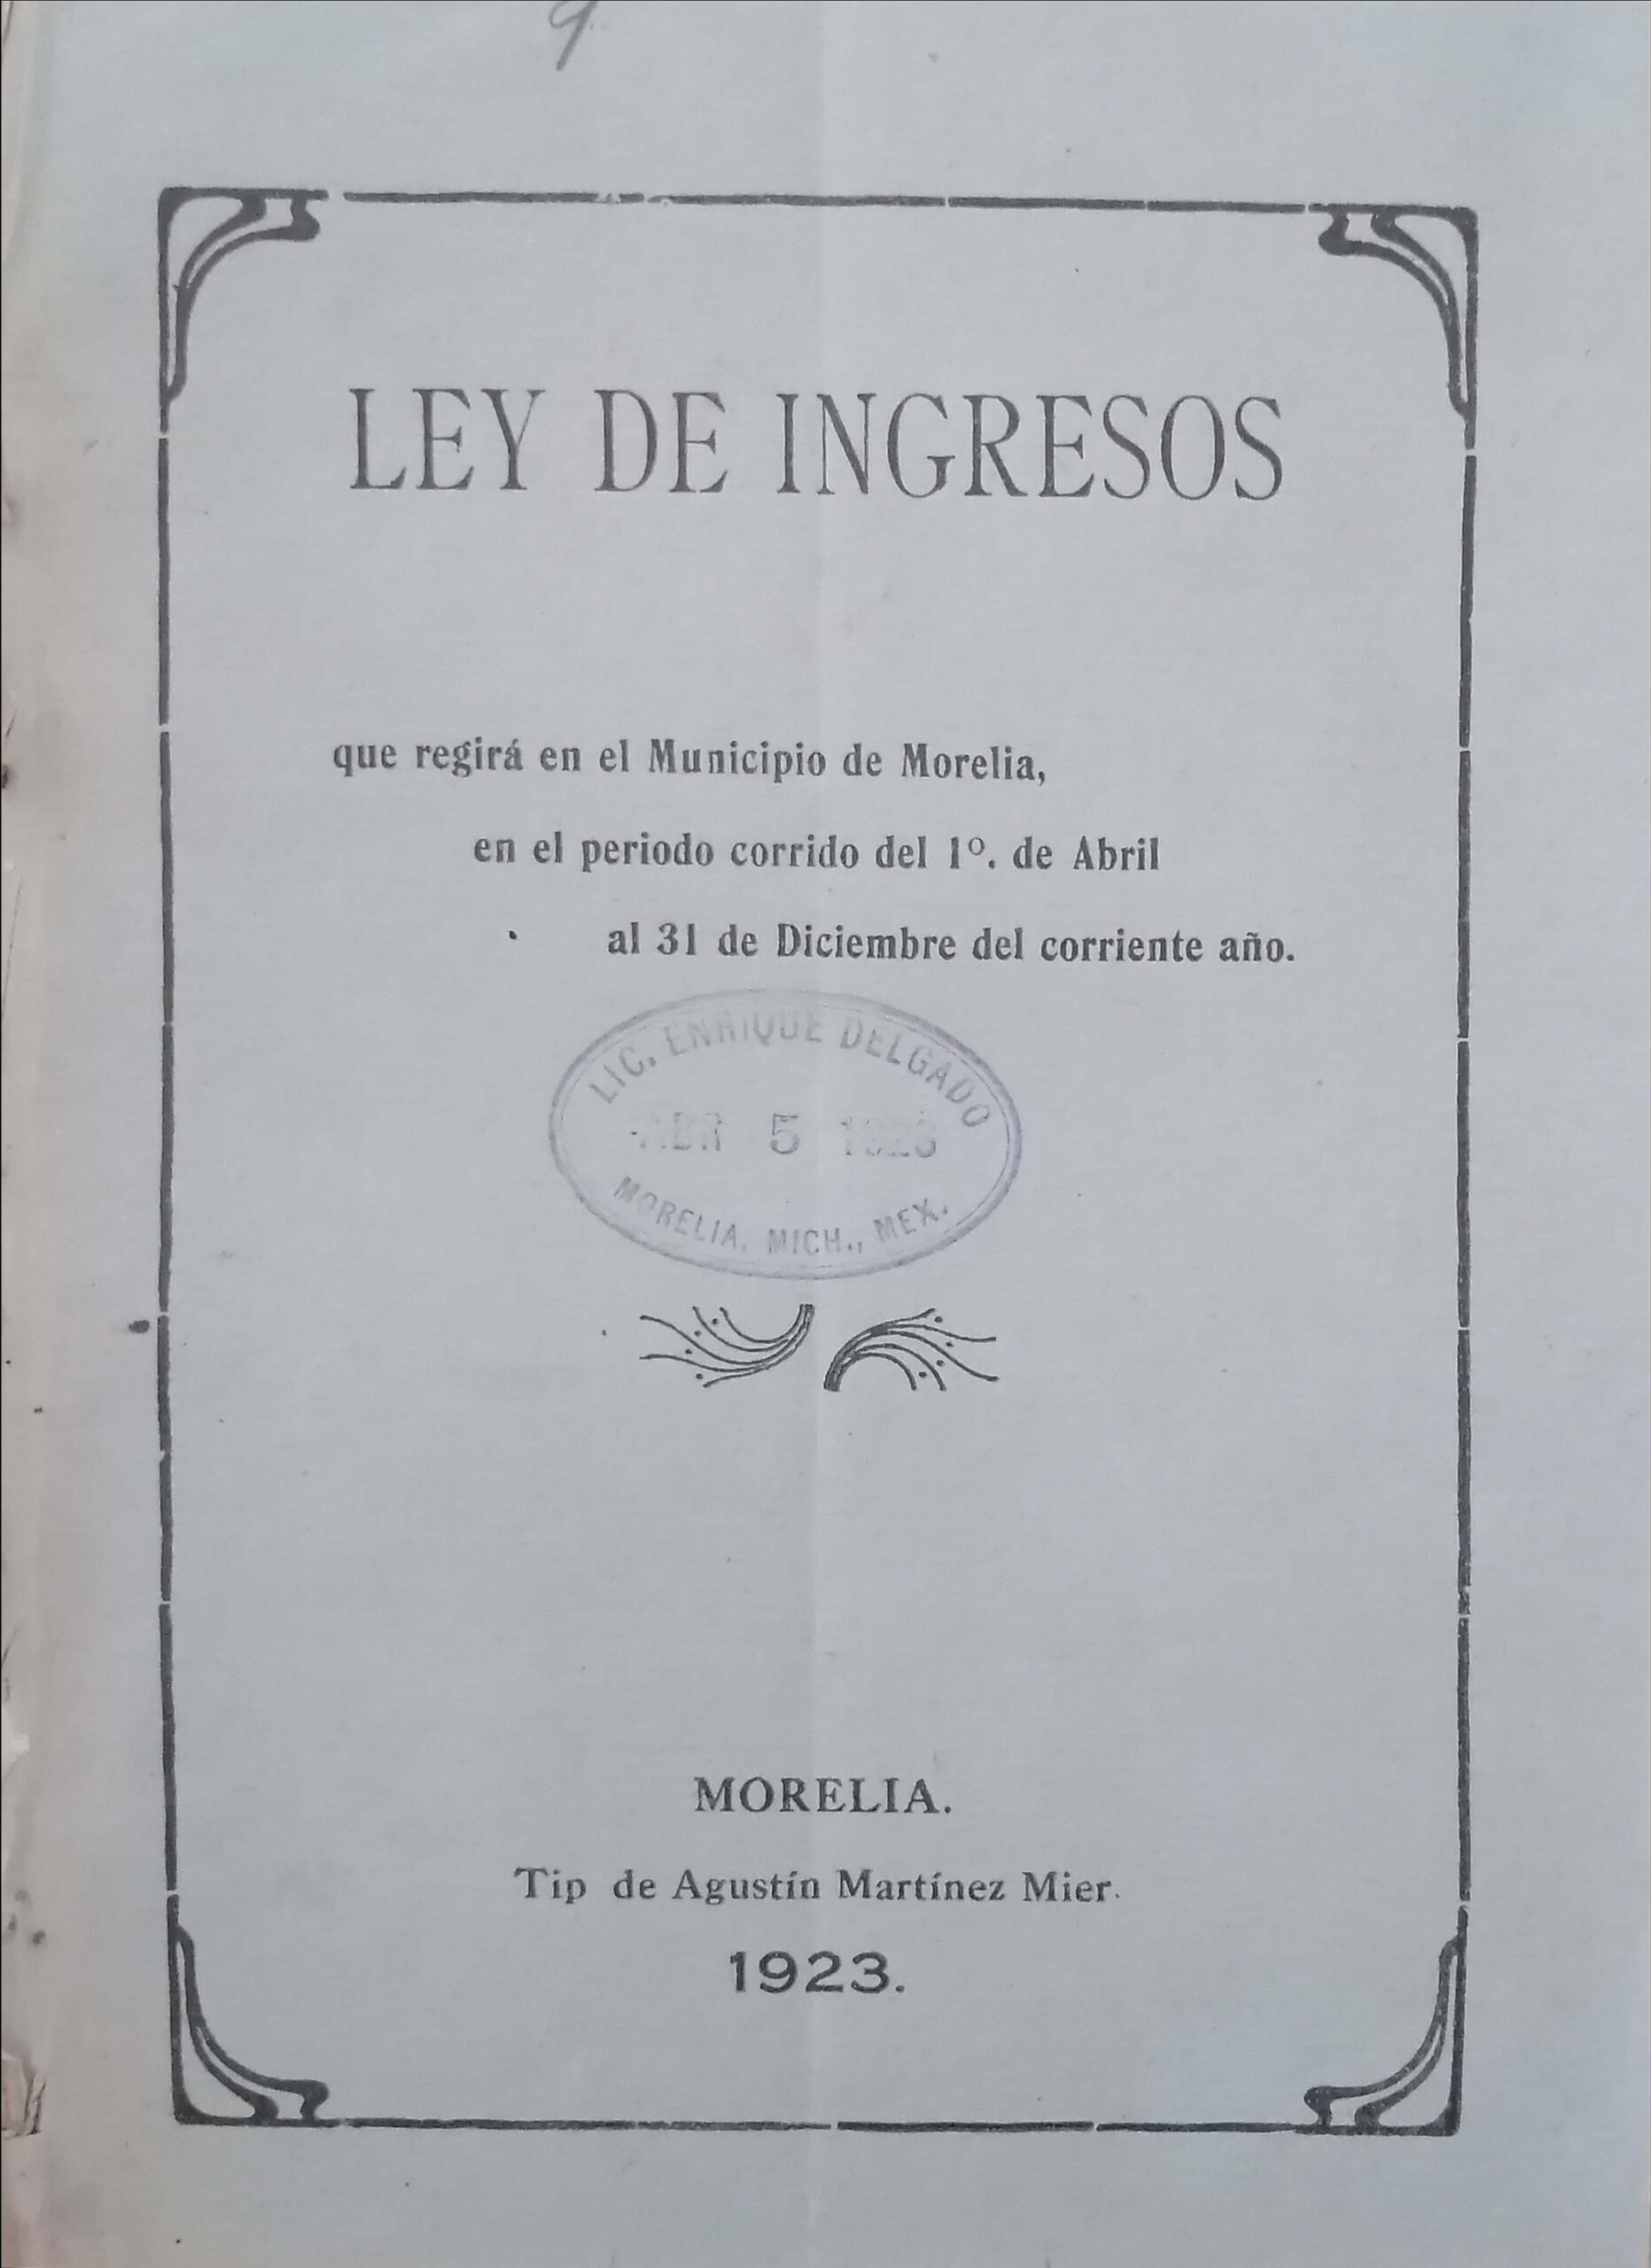 9
LEY DE INGRESOS
que regirá en el Municipio de Morelia,
en el periodo corrido del 1º. de Abril
al 31 de Diciembre del corriente año.
LIC. ENRIQUE DELGADO
ABR 5 1923
MORELIA, MICH., MEX.
MORELIA.
Tip de Agustín Martínez Mier.
1923.